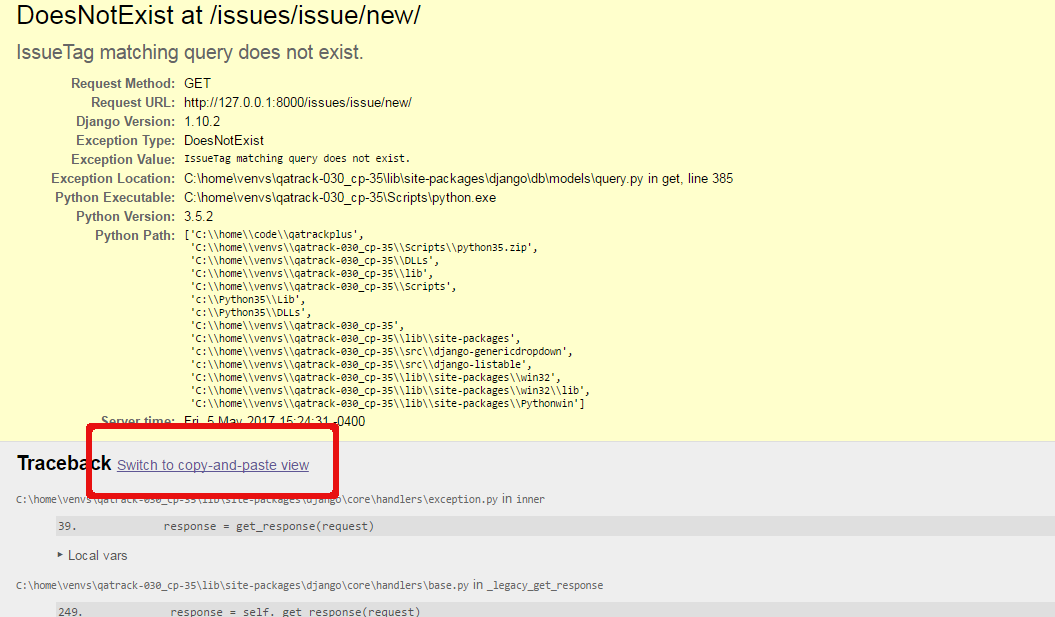 DoesNotExist at /issues/issue/new/
IssueTag matching query does not exist.
Request Method: GET
Request URL: http://127.0.0.1:8000/issues/issue/new/
Django Version: 1.10.2
Exception Type: DoesNotExist
Exception Value: IssueTag matching query does not exist.
Exception Location: C:\home\venvs\qatrack-030_cp-35\lib\site-packages\django\db\models\query.py in get, line 385
Python Executable: C:\home\venvs\qatrack-030_cp-35\Scripts\python.exe
Python Version: 3.5.2
Python Path: ['C:\\home\\code\\qatrackplus',
'C:\\home\\venvs\\qatrack-030_cp-35\\Scripts\\python35.zip',
'C:\\home\\venvs\\qatrack-030_cp-35\\DLLs',
'C:\\home\\venvs\\qatrack-030_cp-35\\lib',
'C:\\home\\venvs\\qatrack-030_cp-35\\Scripts',
'c:\\Python35\\Lib',
'c:\\Python35\\DLLs',
'C:\\home\\venvs\\qatrack-030_cp-35',
'C:\\home\\venvs\\qatrack-030_cp-35\\lib\\site-packages',
'c:\\home\\venvs\\qatrack-030_cp-35\\src\\django-genericdropdown',
'c:\\home\\venvs\\qatrack-030_cp-35\\src\\django-listable',
'C:\\home\\venvs\\qatrack-030_cp-35\\lib\\site-packages\\win32',
'C:\\home\\venvs\\qatrack-030_cp-35\\lib\\site-packages\\win32\\lib',
'C:\\home\\venvs\\qatrack-030_cp-35\\lib\\site-packages\\Pythonwin']
Server time: Fri, 5 May 2017 15:24:31 -0400
Traceback Switch to copy-and-paste view
C:\home\venvs\qatrack-030_cp-35\lib\site-packages\django\core\handlers\exception.py in inner
39. response = get_response(request)
Local vars
C:\home\venvs\qatrack-030_cp-35\lib\site-packages\django\core\handlers\base.py in _legacy_get_response
249. response = self._get_response(request)